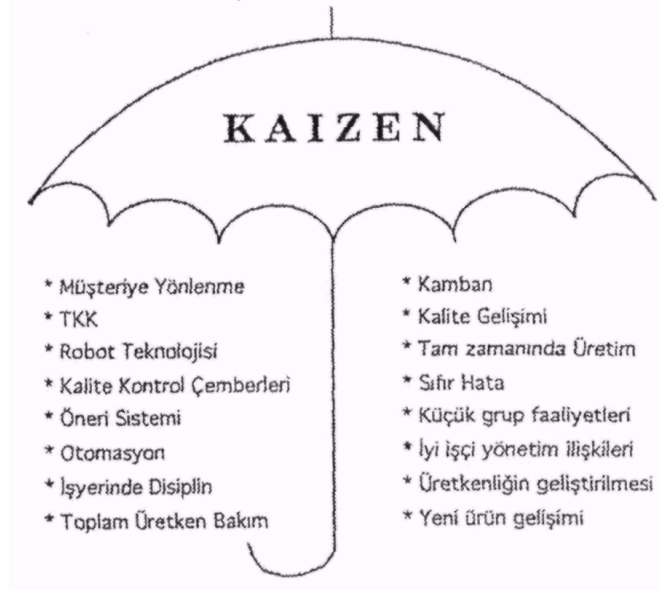 KAIZEN
* Müşteriye Yönlenme
* TKK
* Robot Teknolojisi
* Kalite Kontrol Çemberleri
* Öneri Sistemi
* Otomasyon
* İşyerinde Disiplin
* Toplam Üretken Bakım
* Kamban
* Kalite Gelişimi
* Tam zamanında Üretim
* Sıfır Hata
* Küçük grup faaliyetleri
* İyi işçi yönetim ilişkileri
* Üretkenliğin geliştirilmesi
* Yeni ürün gelişimi